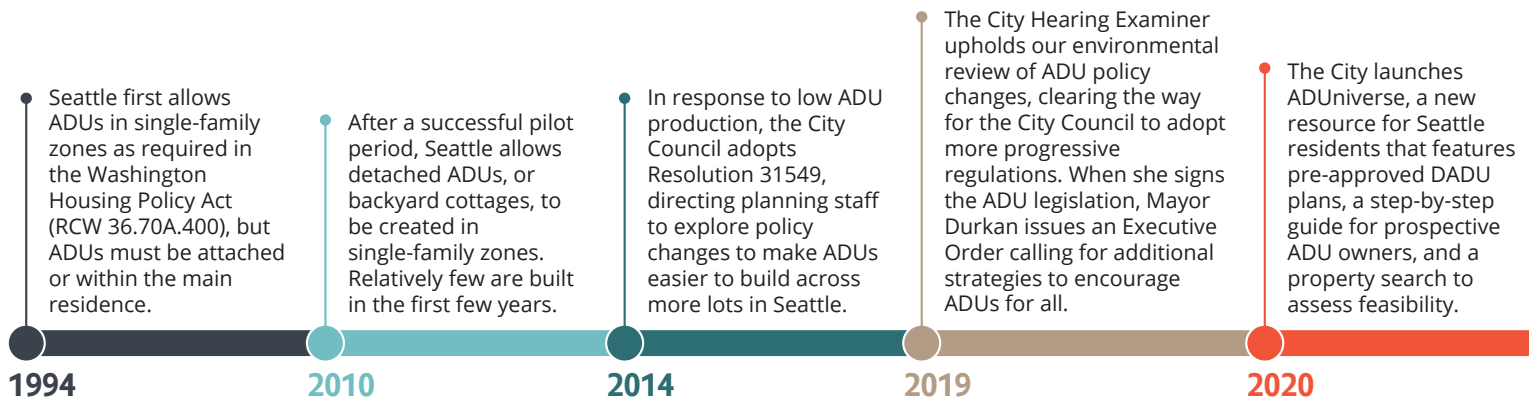 Seattle first allows
ADUs in single-family
zones as required in
the Washington
Housing Policy Act
(RCW 36.70A.400), but
ADUs must be attached
or within the main
residence.
1994
After a successful pilot
period, Seattle allows
detached ADUs, or
backyard cottages, to
be created in
single-family zones.
Relatively few are built
in the first few years.
2010
In response to low ADU
production, the City
Council adopts
Resolution 31549,
directing planning staff
to explore policy
changes to make ADUs
easier to build across
more lots in Seattle.
2014
The City Hearing Examiner
upholds our environmental
review of ADU policy
changes, clearing the way
for the City Council to adopt
more progressive
regulations. When she signs
the ADU legislation, Mayor
Durkan issues an Executive
Order calling for additional
strategies to encourage
ADUs for all.
2019
The City launches
ADUniverse, a new
resource for Seattle
residents that features
pre-approved DADU
plans, a step-by-step
guide for prospective
ADU owners, and a
property search to
assess feasibility.
2020